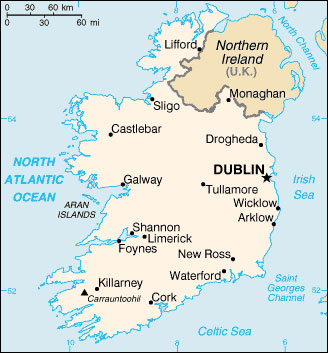 0 30 60 km
0 30 60 mi
North Channel
Lifford
Northern
Ireland
(U.K.)
Monaghan
Sligo
54
54
Castlebar
Drogheda
NORTH
ATLANTIC
OCEAN
DUBLIN
Irish
Sea
Galway
Tullamore
ARAN
ISLANDS
Wicklow
Arklow
Shannon
Limerick
Foynes
New Ross
Waterford
Saint
Georges
Channel
Killarney
Carrauntoohil
52
52
Cork
Celtic Sea
10
8
6